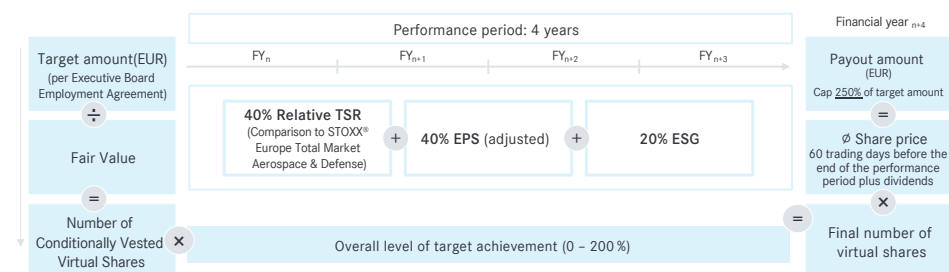 Performance period: 4 years
Financial year n+4
FYn
FYn+1
FYn+2
FYn+3
Target amount(EUR)
(per Executive Board
Employment Agreement)
÷
Fair Value
=
Number of
Conditionally Vested
Virtual Shares
×
40% Relative TSR
(Comparison to STOXX®
Europe Total Market
Aerospace & Defense)
+
40% EPS (adjusted)
+
20% ESG
Overall level of target achievement (0 – 200 %)
=
Payout amount
(EUR)
Cap 250% of target amount
=
Ø Share price
60 trading days before the
end of the performance
period plus dividends
×
Final number of
virtual shares